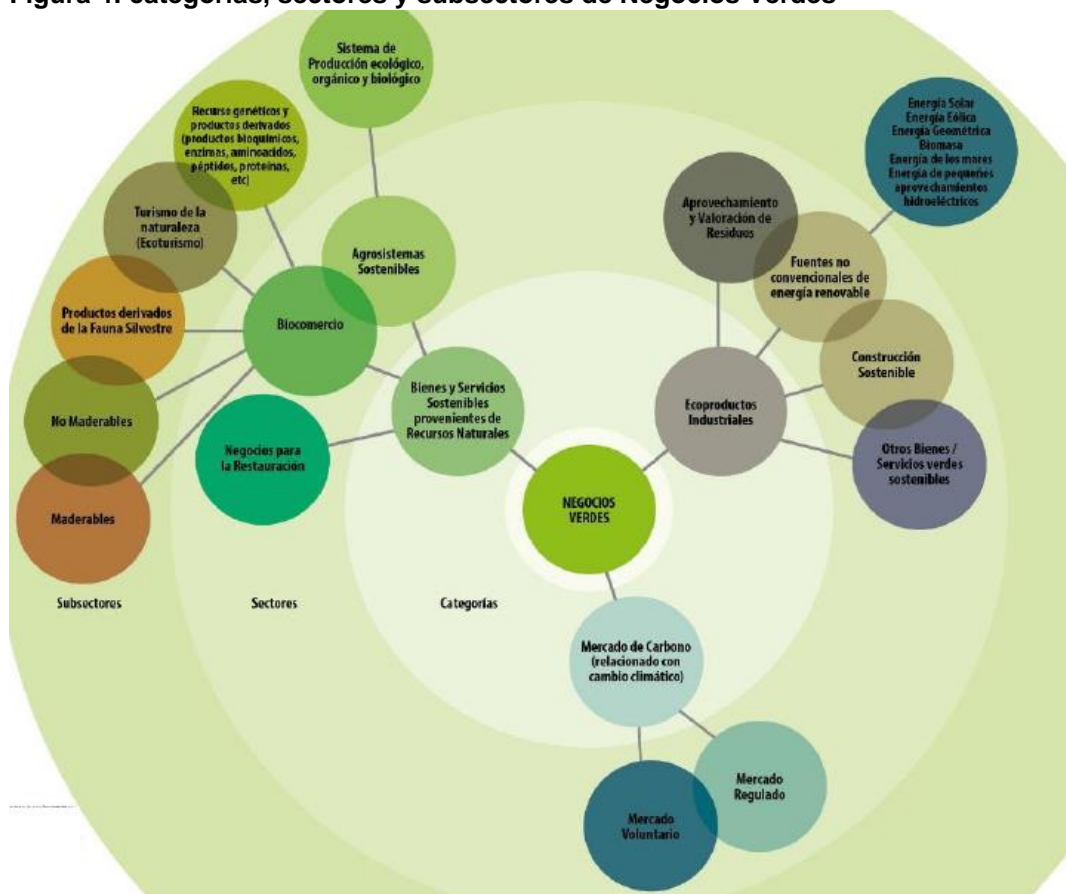 Figura 4. categorías, sectores y subsectores de Negocios Verdes
Sistema de
Producción ecológico,
orgánico y biológico
Recurso genéticos y
productos derivados
(productos bioquímicos,
enzimas, aminoacidos,
péptidos, proteinas,
etc)
Turismo de la
naturaleza
(Ecoturismo)
Agrosistemas
Sostenibles
Productos derivados
de la Fauna Silvestre
Biocomercio
No Maderables
Bienes y Servicios
Sostenibles
provenientes de
Recursos Naturales
Negocios para
la Restauración
Maderables
Energía Solar
Energía Eólica
Energía Geométrica
Biomasa
Energía de los mares
Energía de pequeñes
aprovechamientos
hidroeléctricos
Aprovechamiento
y Valoración de
Residuos
Fuentes no
convencionales de
energía renovable
Construcción
Sostenible
Ecoproductos
Industriales
Otros Bienes /
Servicios verdes
sostenibles
NEGOCIOS
VERDES
Subsectores
Sectores
Categorías
Mercado de Carbono
(relacionado con
cambio climático)
Mercado
Regulado
Mercado
Voluntario